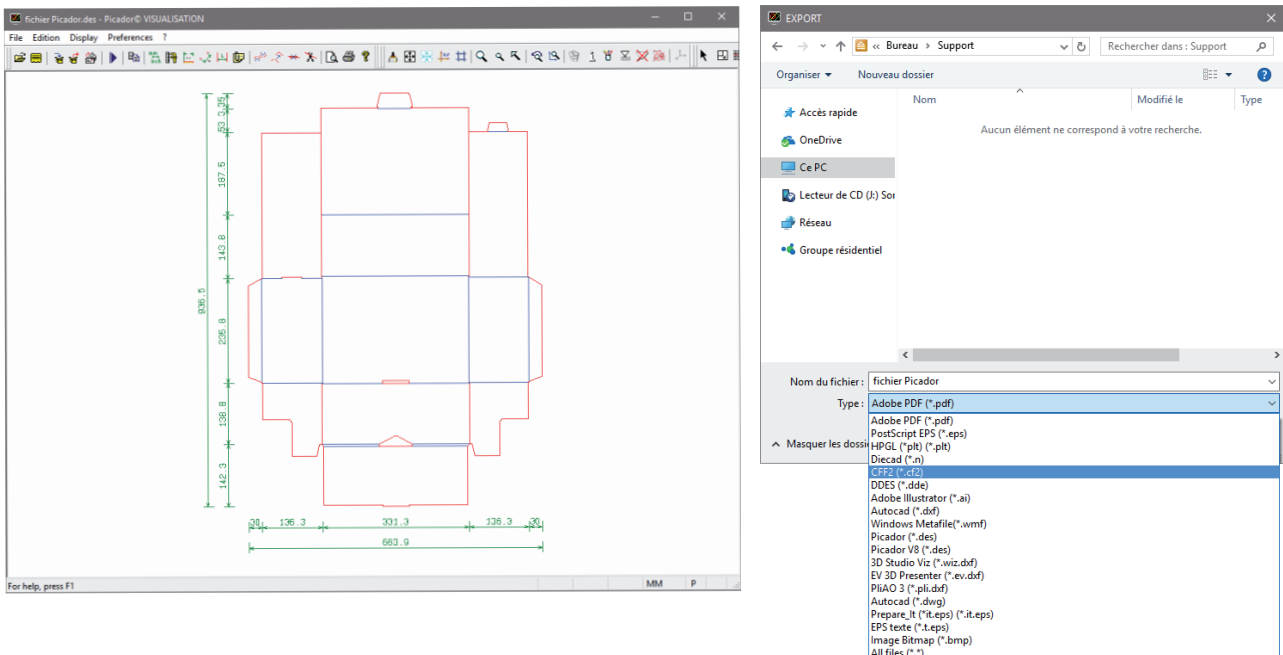 fichier Picador.des - Picador© VISUALISATION
File Edition Display Preferences ?
53.3
35
187.5
143.8
936.5
235.8
138.8
142.3
30 136.3 331.3 136.3 30
663.9
For help, press F1
MM P
EXPORT
« Bureau › Support
Rechercher dans : Support
Organiser Nouveau dossier
Nom Modifié le Type
Aucun élément ne correspond à votre recherche.
Accès rapide
OneDrive
Ce PC
Lecteur de CD (J:) Sor
Réseau
Groupe résidentiel
Nom du fichier : fichier Picador
Type : Adobe PDF (*.pdf)
Masquer les dossie
Adobe PDF (*.pdf)
PostScript EPS (*.eps)
HPGL (*plt) (*.plt)
Diecad (*.n)
CFF2 (*.cf2)
DDES (*.dde)
Adobe Illustrator (*.ai)
Autocad (*.dxf)
Windows Metafile(*.wmf)
Picador (*.des)
Picador V8 (*.des)
3D Studio Viz (*.wiz.dxf)
EV 3D Presenter (*.ev.dxf)
PliAO 3 (*.pli.dxf)
Autocad (*.dwg)
Prepare_It (*it.eps) (*.it.eps)
EPS texte (*.t.eps)
Image Bitmap (*.bmp)
All files (*.*)